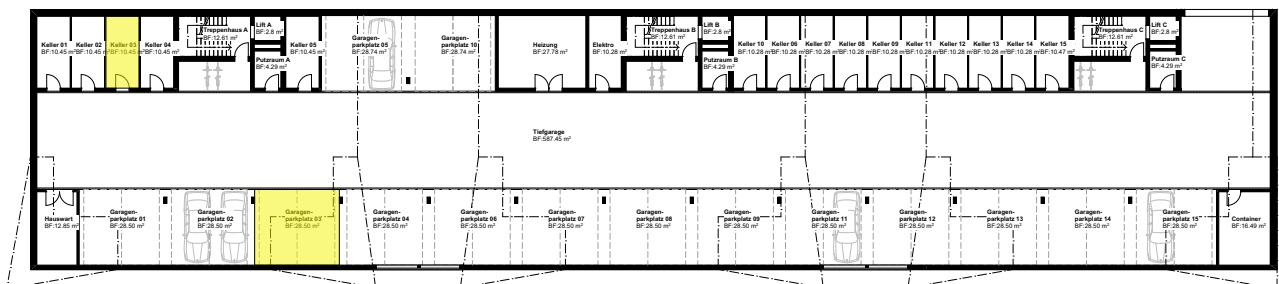 Keller 01
BF:10.45 m²
Keller 02
BF:10.45 m²
Keller 03
BF:10.45 m²
Keller 04
BF:10.45 m²
Treppenhaus A
BF:12.61 m²
Lift A
BF:2.8 m²
Putzraum A
BF:4.29 m²
Keller 05
BF:10.45 m²
Garagen-
parkplatz 05
BF:28.74 m²
Garagen-
parkplatz 10
BF:28.74 m²
Heizung
BF:27.78 m²
Elektro
BF:10.28 m²
Treppenhaus B
BF:12.61 m²
Lift B
BF:2.8 m²
Putzraum B
BF:4.29 m²
Keller 10
BF:10.28 m²
Keller 06
BF:10.28 m²
Keller 07
BF:10.28 m²
Keller 08
BF:10.28 m²
Keller 09
BF:10.28 m²
Keller 11
BF:10.28 m²
Keller 12
BF:10.28 m²
Keller 13
BF:10.28 m²
Keller 14
BF:10.28 m²
Keller 15
BF:10.47 m²
Treppenhaus C
BF:12.61 m²
Lift C
BF:2.8 m²
Putzraum C
BF:4.29 m²
Tiefgarage
BF:587.45 m²
Hauswart
BF:12.85 m²
Garagen-
parkplatz 01
BF:28.50 m²
Garagen-
parkplatz 02
BF:28.50 m²
Garagen-
parkplatz 03
BF:28.50 m²
Garagen-
parkplatz 04
BF:28.50 m²
Garagen-
parkplatz 06
BF:28.50 m²
Garagen-
parkplatz 07
BF:28.50 m²
Garagen-
parkplatz 08
BF:28.50 m²
Garagen-
parkplatz 09
BF:28.50 m²
Garagen-
parkplatz 11
BF:28.50 m²
Garagen-
parkplatz 12
BF:28.50 m²
Garagen-
parkplatz 13
BF:28.50 m²
Garagen-
parkplatz 14
BF:28.50 m²
Garagen-
parkplatz 15
BF:28.50 m²
Container
BF:16.49 m²